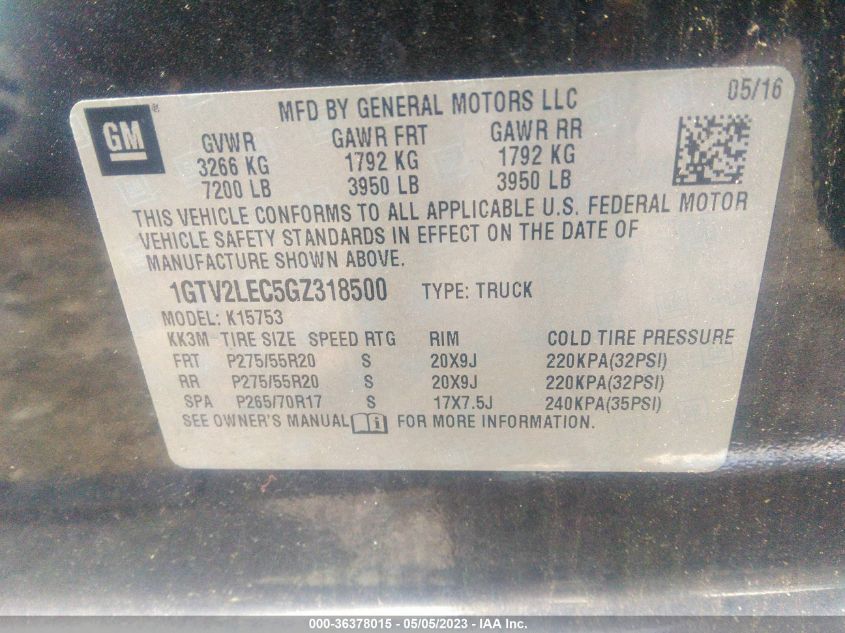 MFD BY GENERAL MOTORS LLC 05/16
GM®
GVWR GAWR FRT GAWR RR
3266 KG 1792 KG 1792 KG
7200 LB 3950 LB 3950 LB
THIS VEHICLE CONFORMS TO ALL APPLICABLE U.S. FEDERAL MOTOR
VEHICLE SAFETY STANDARDS IN EFFECT ON THE DATE OF
MANUFACTURE SHOWN ABOVE.
1GTV2LEC5GZ318500 TYPE: TRUCK
MODEL: K15753
KK3M TIRE SIZE SPEED RTG RIM COLD TIRE PRESSURE
FRT P275/55R20 S 20X9J 220KPA(32PSI)
RR P275/55R20 S 20X9J 220KPA(32PSI)
SPA P265/70R17 S 17X7.5J 240KPA(35PSI)
SEE OWNER'S MANUAL FOR MORE INFORMATION.
000-36378015 - 05/05/2023 - IAA Inc.